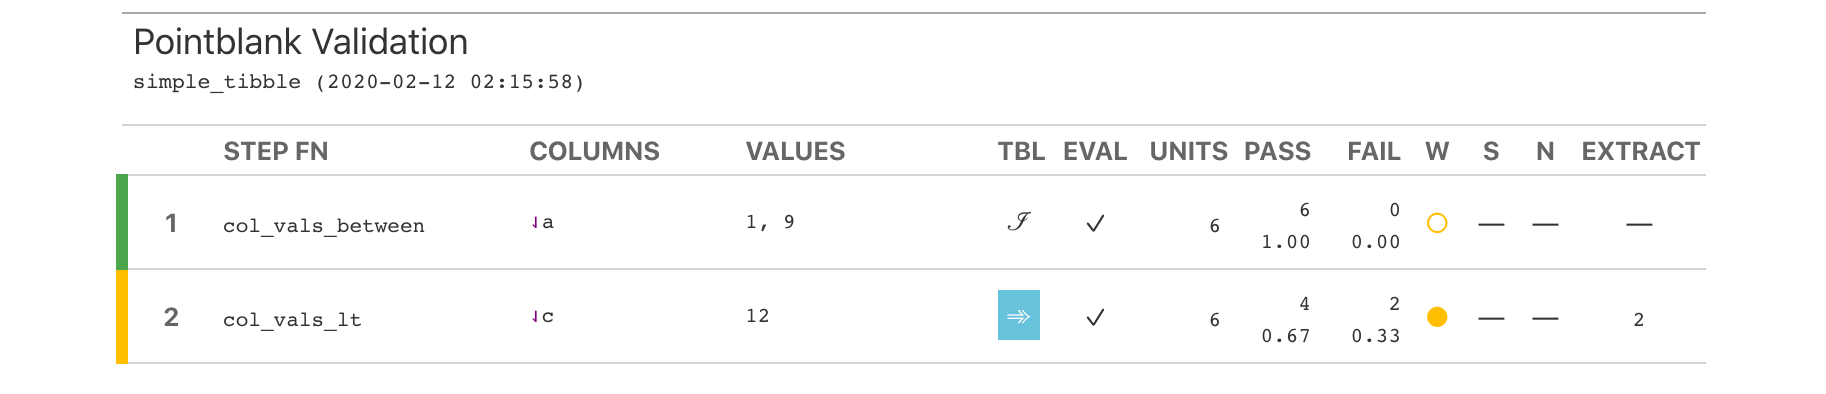 Pointblank Validation
simple_tibble (2020-02-12 02:15:58)
STEP FN COLUMNS VALUES TBL EVAL UNITS PASS FAIL W S N EXTRACT
1 col_vals_between ⇃a 1, 9 ℐ ✓ 6 6 0 — — —
1.00 0.00
2 col_vals_lt ⇃c 12 ⥤ ✓ 6 4 2 — — 2
0.67 0.33